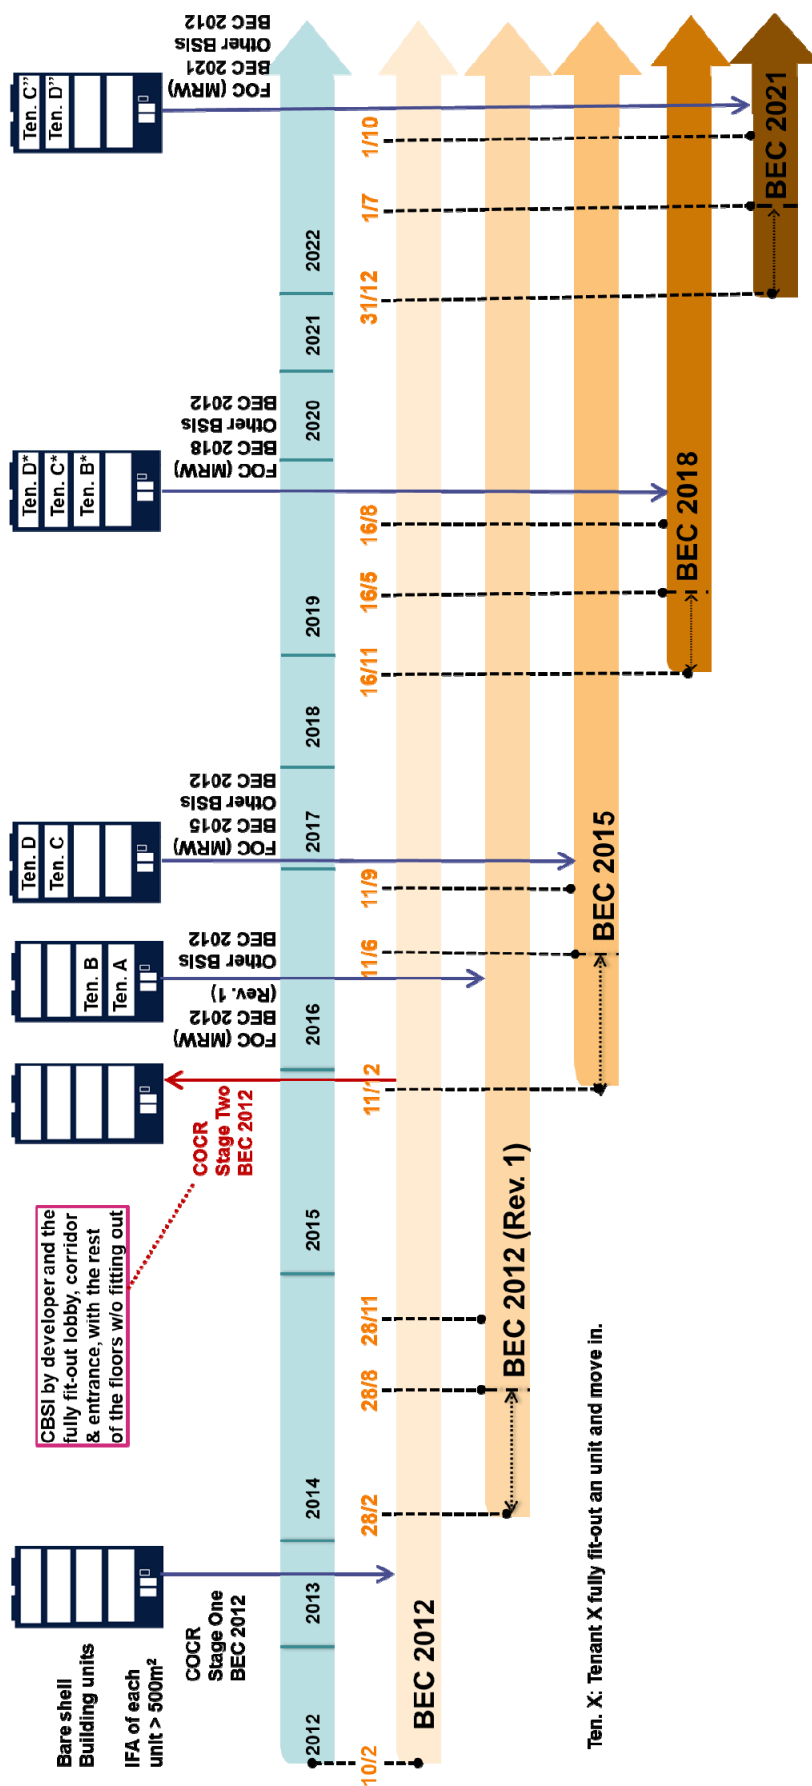 Bare shell
Building units
IFA of each
unit > 500m²
COCR
Stage One
BEC 2012
CBSI by developer and the
fully fit-out lobby, corridor
& entrance, with the rest
of the floors w/o fitting out
COCR
Stage Two
BEC 2012
Ten. B
Ten. A
FOC (MRW)
BEC 2012
(Rev. 1)
Other BSIs
BEC 2012
Ten. D
Ten. C
FOC (MRW)
BEC 2015
Other BSIs
BEC 2012
Ten. D*
Ten. C*
Ten. B*
FOC (MRW)
BEC 2018
Other BSIs
BEC 2012
Ten. C"
Ten. D"
FOC (MRW)
BEC 2021
Other BSIs
BEC 2012
2012 2013 2014 2015 2016 2017 2018 2019 2020 2021 2022
10/2 28/2 28/8 28/11 11/12 11/6 11/9 16/11 16/5 16/8 31/12 1/7 1/10
BEC 2012
BEC 2012 (Rev. 1)
BEC 2015
BEC 2018
BEC 2021
Ten. X: Tenant X fully fit-out an unit and move in.